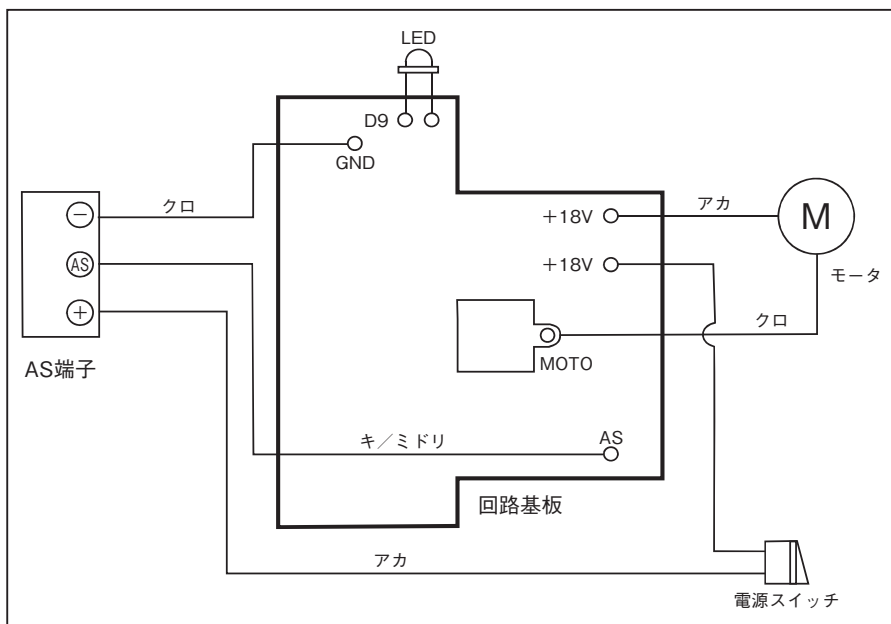 LED
D9
GND
クロ
−
AS
+
AS端子
+18V
アカ
M
モータ
+18V
クロ
MOTO
キ/ミドリ
AS
回路基板
アカ
電源スイッチ